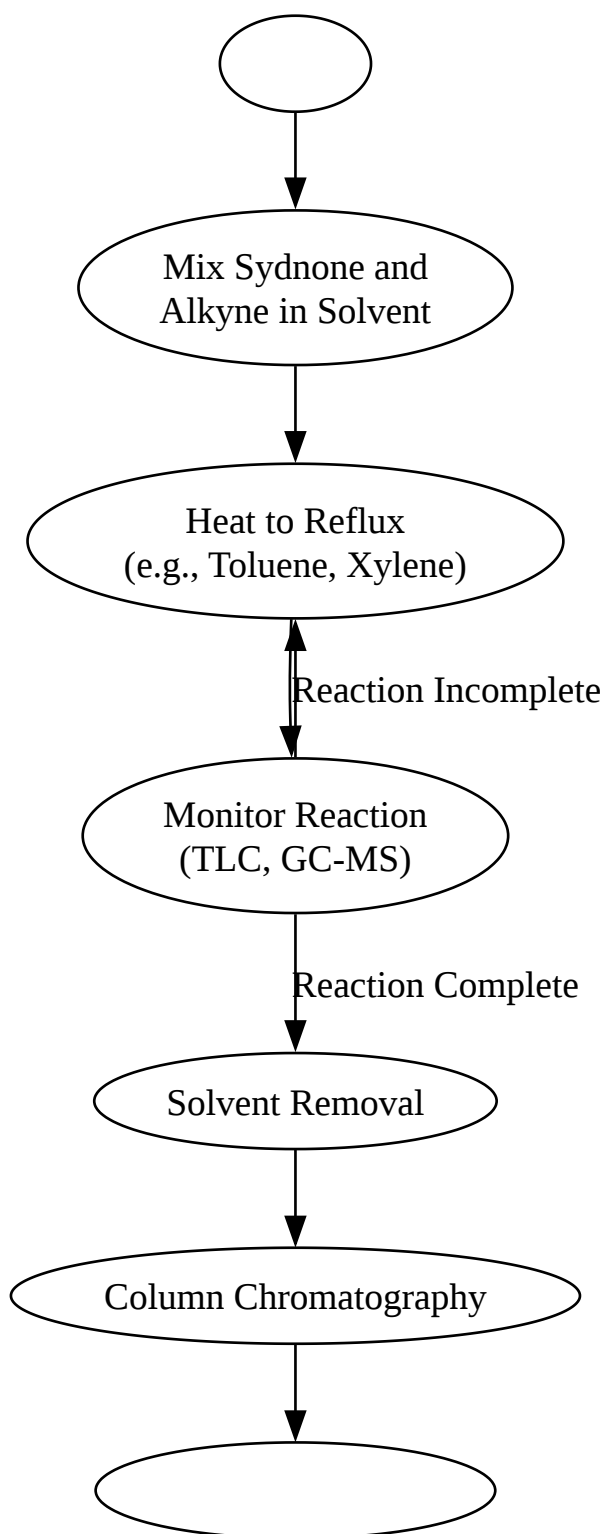 Mix Sydnone and
Alkyne in Solvent
Heat to Reflux
(e.g., Toluene, Xylene)
Reaction Incomplete
Monitor Reaction
(TLC, GC-MS)
Reaction Complete
Solvent Removal
Column Chromatography